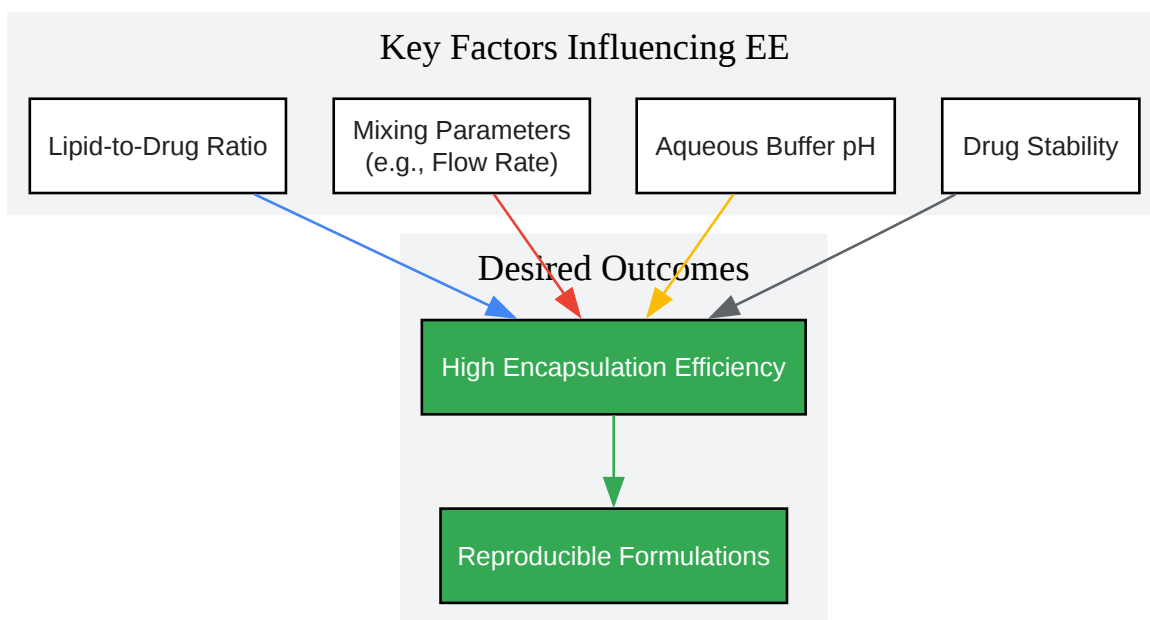 Key Factors Influencing EE
Lipid-to-Drug Ratio
Mixing Parameters
(e.g., Flow Rate)
Aqueous Buffer pH
Drug Stability
Desired Outcomes
High Encapsulation Efficiency
Reproducible Formulations